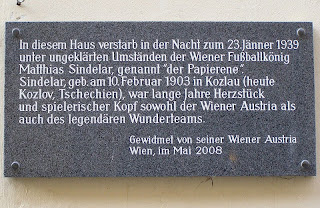 In diesem Haus verstarb in der Nacht zum 23. Jänner 1939
unter ungeklärten Umständen der Wiener Fußballkönig
Matthias Sindelar, genannt "der Papierene".
Sindelar, geb. am 10. Februar 1903 in Kozlau (heute
Kozlov, Tschechien), war lange Jahre Herzstück
und spielerischer Kopf sowohl der Wiener Austria als
auch des legendären Wunderteams.
Gewidmet von seiner Wiener Austria
Wien, im Mai 2008